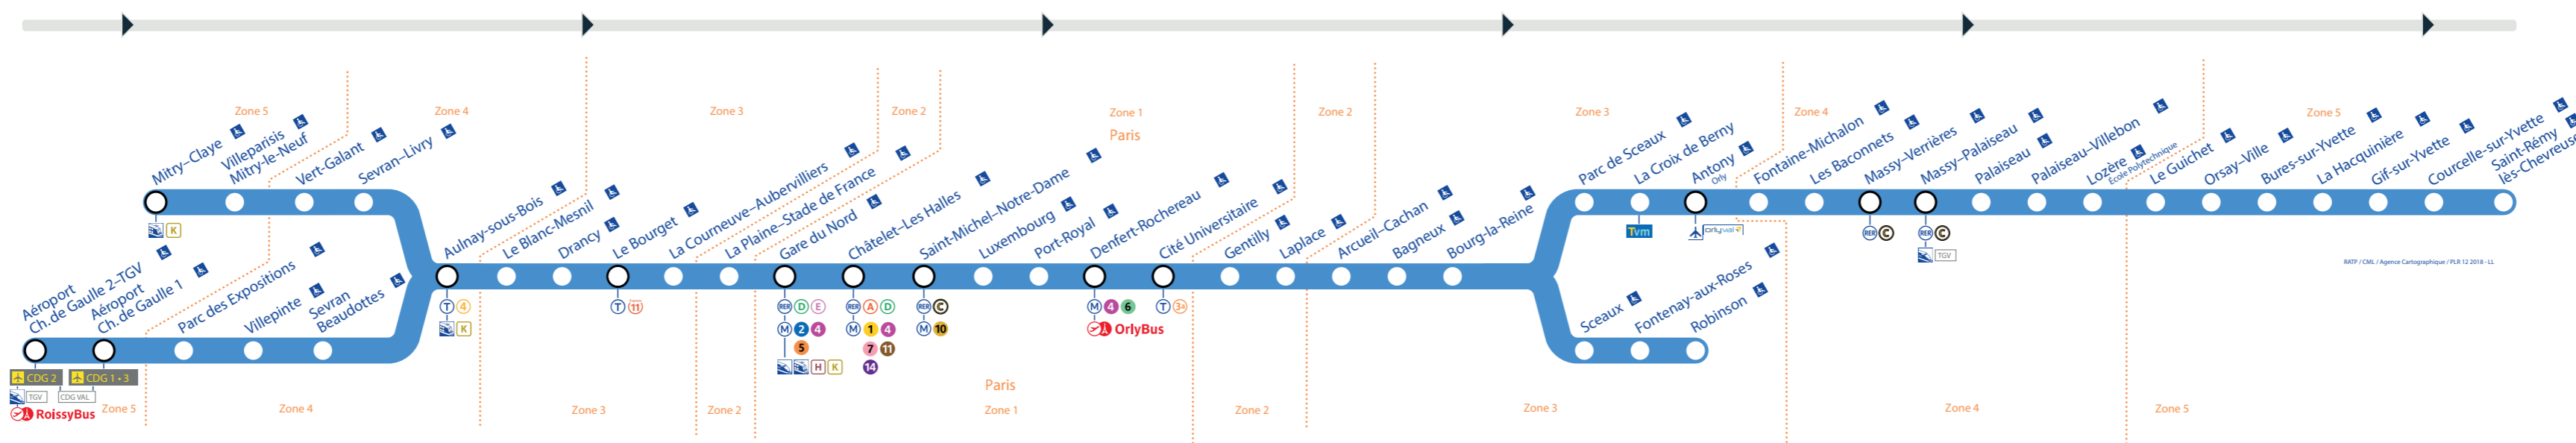 Zone 5
Zone 4
Zone 3
Zone 2
Zone 1
Paris
Zone 2
Zone 3
Zone 4
Zone 5
Mitry–Claye
Villeparisis
Mitry-le-Neuf
Vert-Galant
Sevran–Livry
K
Aéroport
Ch. de Gaulle 2–TGV
Aéroport
Ch. de Gaulle 1
Parc des Expositions
Villepinte
Sevran
Beaudottes
CDG 2
CDG 1 • 3
TGV
CDG VAL
RoissyBus
Aulnay-sous-Bois
T 4
K
Le Blanc-Mesnil
Drancy
Le Bourget
T 11
La Courneuve–Aubervilliers
La Plaine–Stade de France
Gare du Nord
RER D E
M 2 4
5
H K
Châtelet–Les Halles
RER A D
M 1 4
7 11
14
Saint-Michel–Notre-Dame
RER C
M 10
Luxembourg
Port-Royal
Denfert-Rochereau
M 4 6
OrlyBus
Cité Universitaire
T 3a
Gentilly
Laplace
Arcueil–Cachan
Bagneux
Bourg-la-Reine
Parc de Sceaux
La Croix de Berny
Tvm
Antony
Orly
orlyval
Fontaine-Michalon
Les Baconnets
Massy–Verrières
RER C
Massy–Palaiseau
RER C
TGV
Palaiseau
Palaiseau–Villebon
Lozère
École Polytechnique
Le Guichet
Orsay–Ville
Bures-sur-Yvette
La Hacquinière
Gif-sur-Yvette
Courcelle-sur-Yvette
Saint-Rémy
lès-Chevreuse
Sceaux
Fontenay-aux-Roses
Robinson
RATP / CML / Agence Cartographique / PLR 12 2018 - LL
Zone 5
Zone 4
Zone 3
Zone 2
Paris
Zone 1
Zone 2
Zone 3
Zone 4
Zone 5